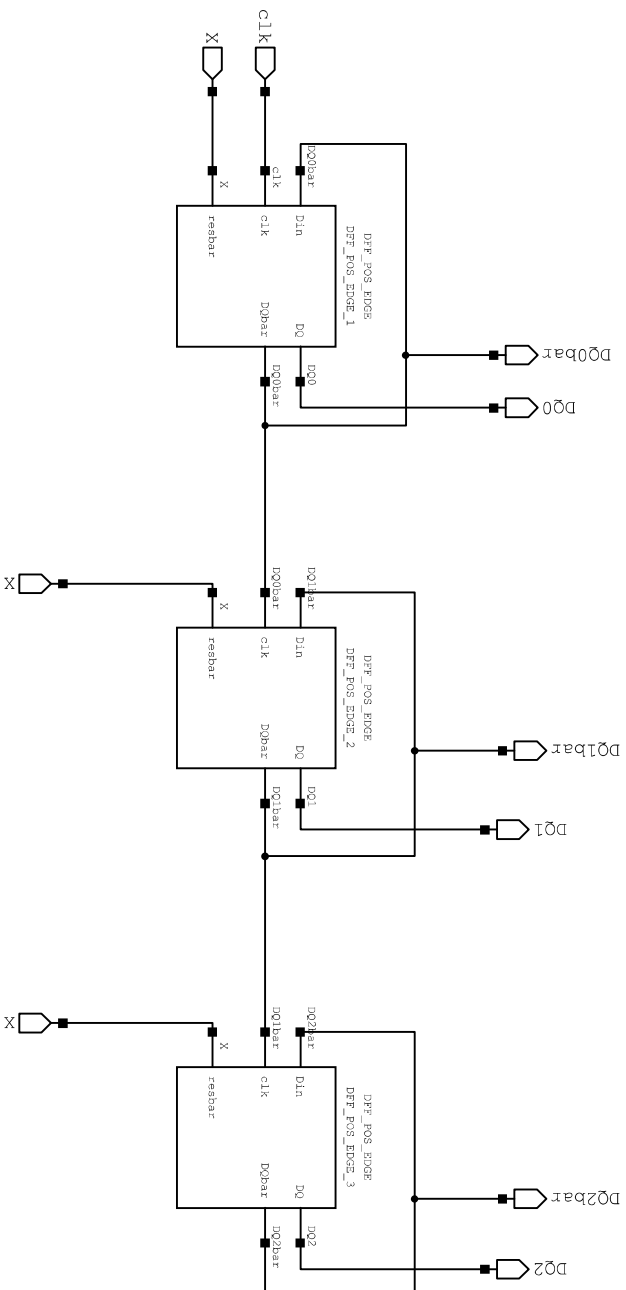 clk
X
DQ0bar
clk
X
Din
clk
resbar
DFF_POS_EDGE
DFF_POS_EDGE_1
DQ
DQbar
DQ0
DQ0bar
DQ0bar
DQ0
X
DQ1bar
DQ0bar
X
Din
clk
resbar
DFF_POS_EDGE
DFF_POS_EDGE_2
DQ
DQbar
DQ1
DQ1bar
DQ1bar
DQ1
X
DQ2bar
DQ1bar
X
Din
clk
resbar
DFF_POS_EDGE
DFF_POS_EDGE_3
DQ
DQbar
DQ2
DQ2bar
DQ2bar
DQ2